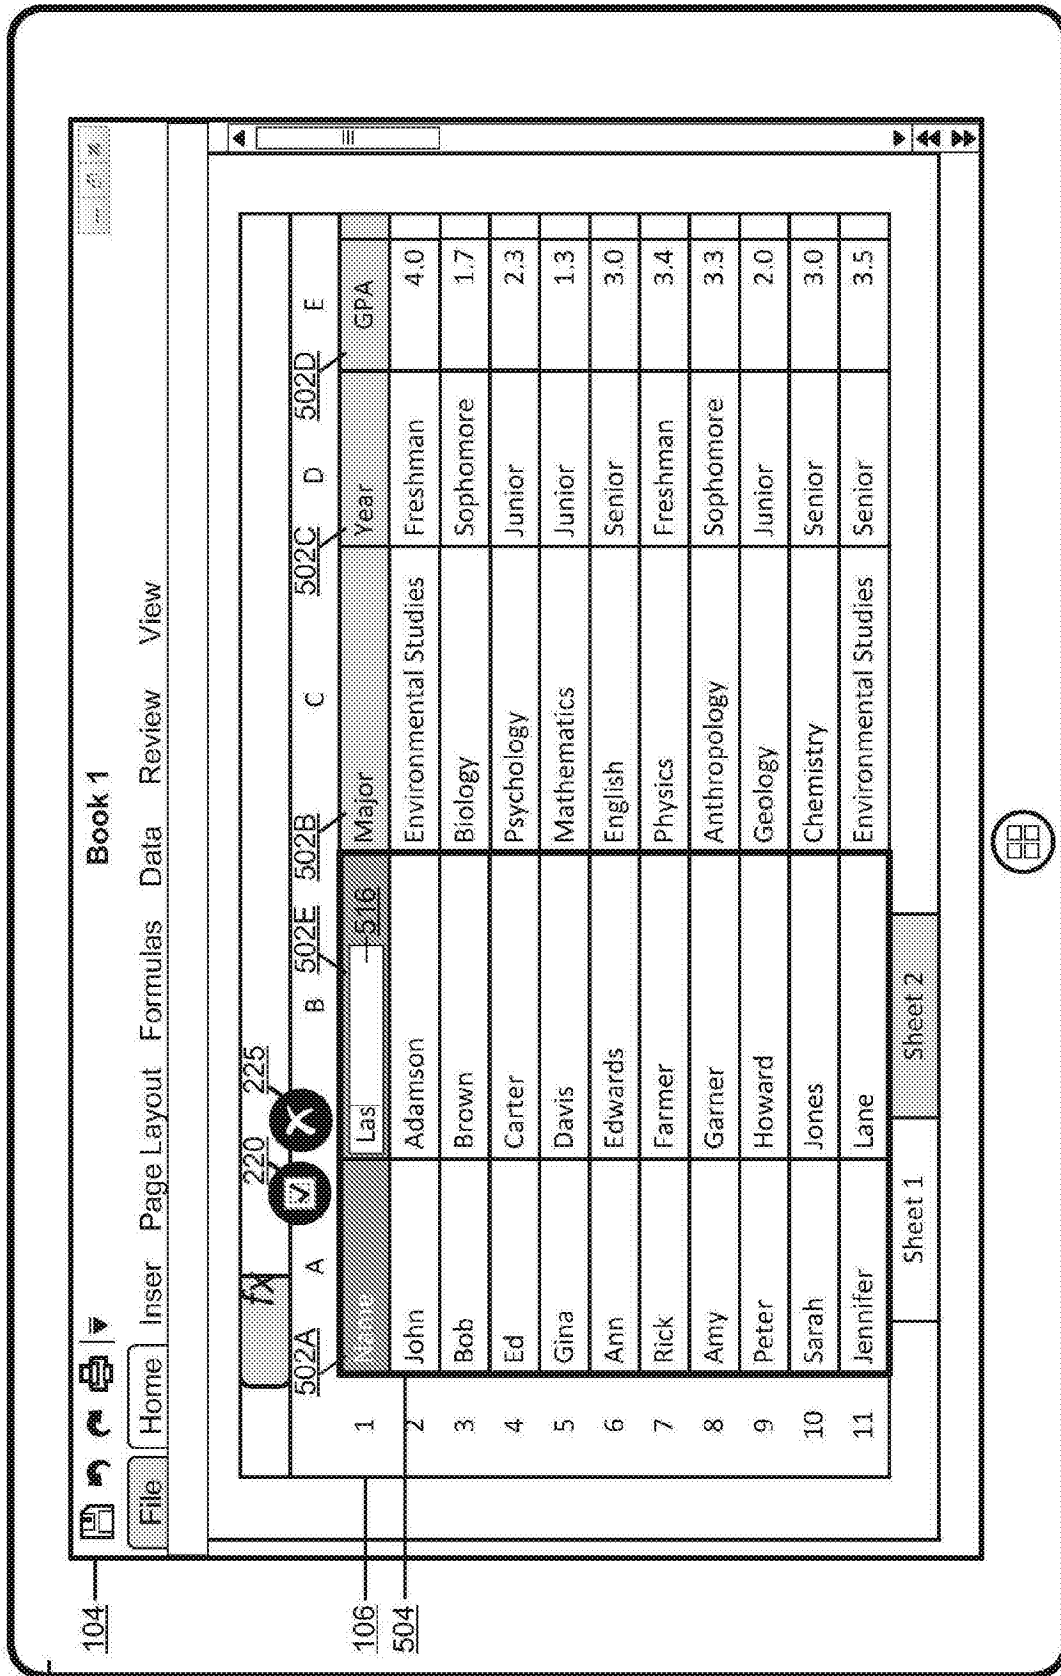 Book 1
File Home Inser Page Layout Formulas Data Review View
104
220 225
fx
502A A B 502E 502B C 502C D 502D E
1 Las 516 Major Year GPA
2 John Adamson Environmental Studies Freshman 4.0
3 Bob Brown Biology Sophomore 1.7
4 Ed Carter Psychology Junior 2.3
5 Gina Davis Mathematics Junior 1.3
6 Ann Edwards English Senior 3.0
7 Rick Farmer Physics Freshman 3.4
8 Amy Garner Anthropology Sophomore 3.3
9 Peter Howard Geology Junior 2.0
10 Sarah Jones Chemistry Senior 3.0
11 Jennifer Lane Environmental Studies Senior 3.5
106
504
Sheet 1 Sheet 2